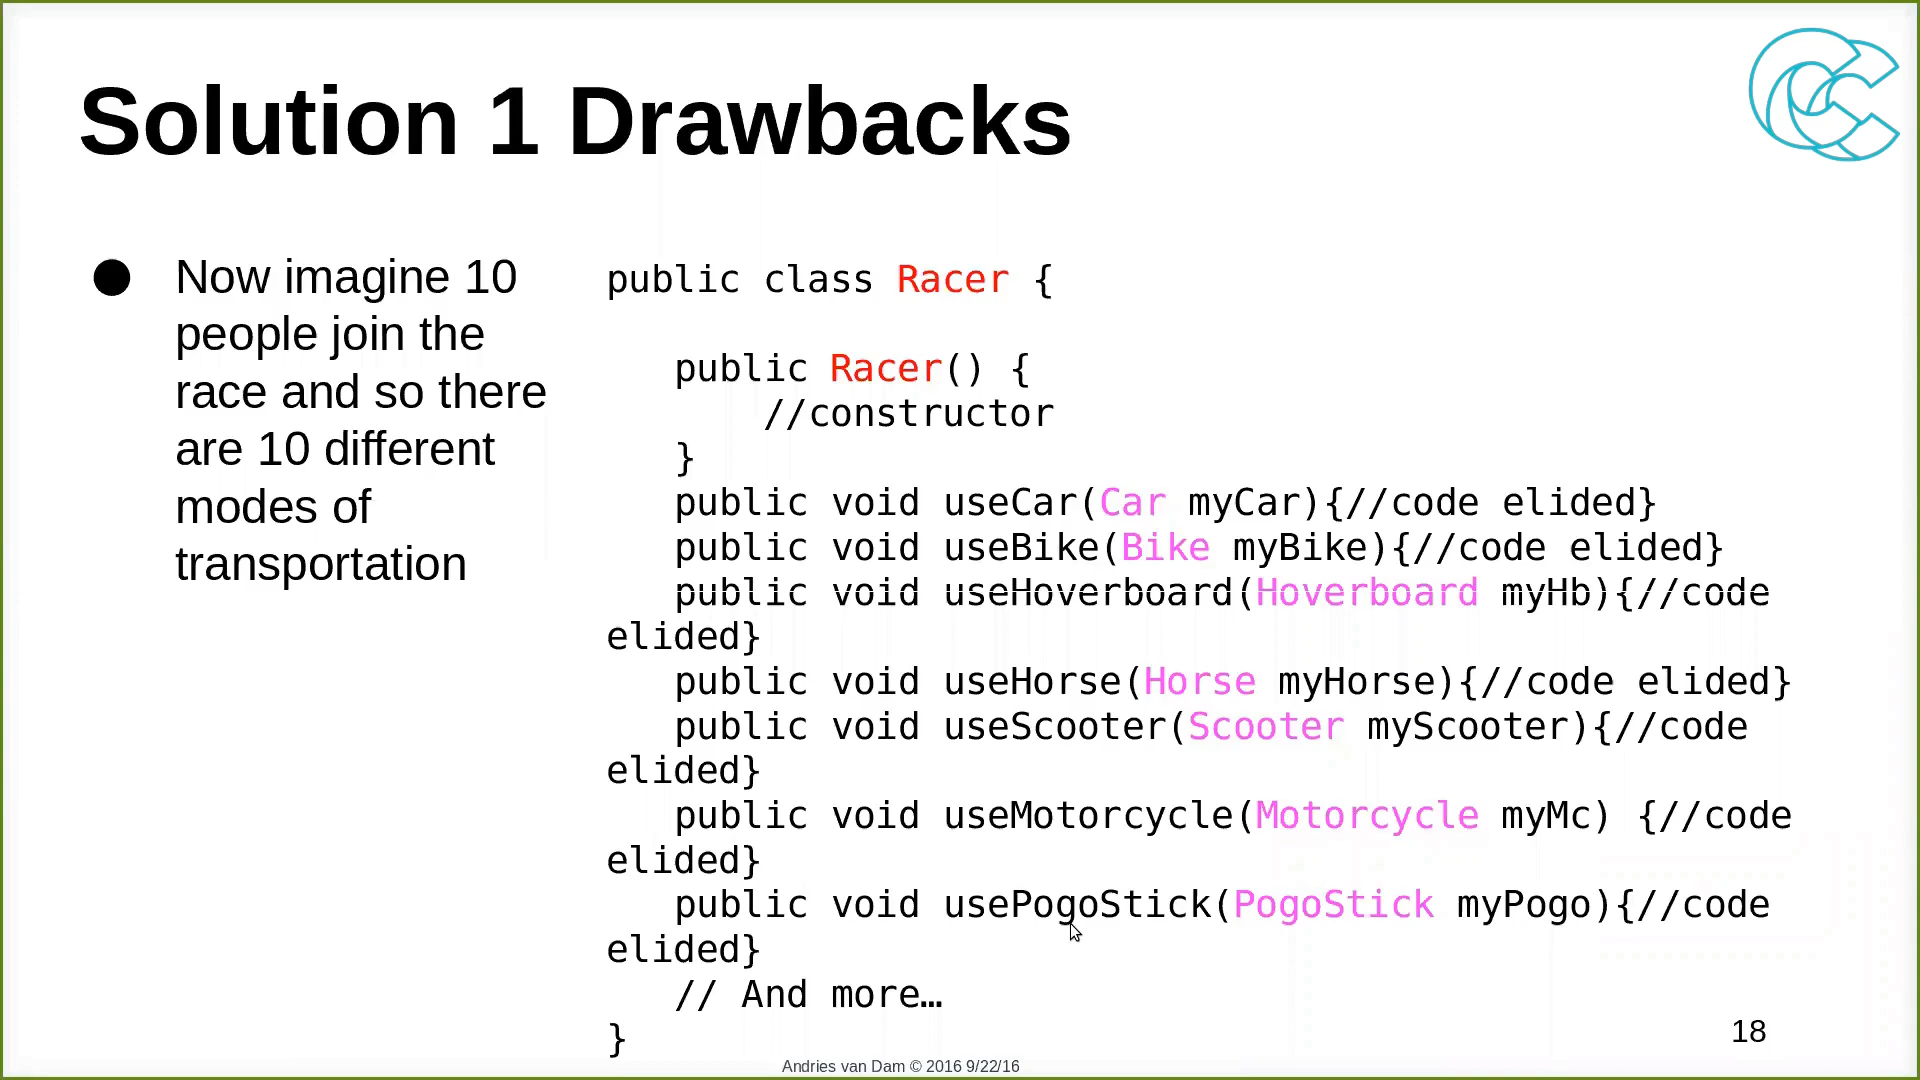 Solution 1 Drawbacks
● Now imagine 10
people join the
race and so there
are 10 different
modes of
transportation
public class Racer {
public Racer() {
//constructor
}
public void useCar(Car myCar){//code elided}
public void useBike(Bike myBike){//code elided}
public void useHoverboard(Hoverboard myHb){//code
elided}
public void useHorse(Horse myHorse){//code elided}
public void useScooter(Scooter myScooter){//code
elided}
public void useMotorcycle(Motorcycle myMc) {//code
elided}
public void usePogoStick(PogoStick myPogo){//code
elided}
// And more…
}
18
Andries van Dam © 2016 9/22/16